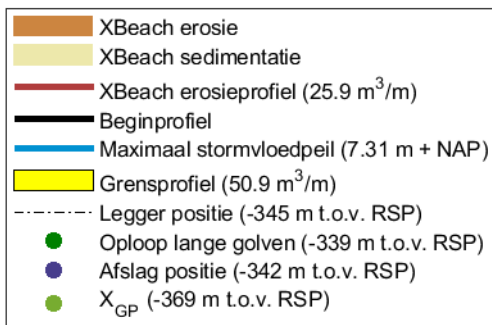 XBeach erosie
XBeach sedimentatie
XBeach erosieprofiel (25.9 m³/m)
Beginprofiel
Maximaal stormvloedpeil (7.31 m + NAP)
Grensprofiel (50.9 m³/m)
Legger positie (-345 m t.o.v. RSP)
Oploop lange golven (-339 m t.o.v. RSP)
Afslag positie (-342 m t.o.v. RSP)
X_GP (-369 m t.o.v. RSP)